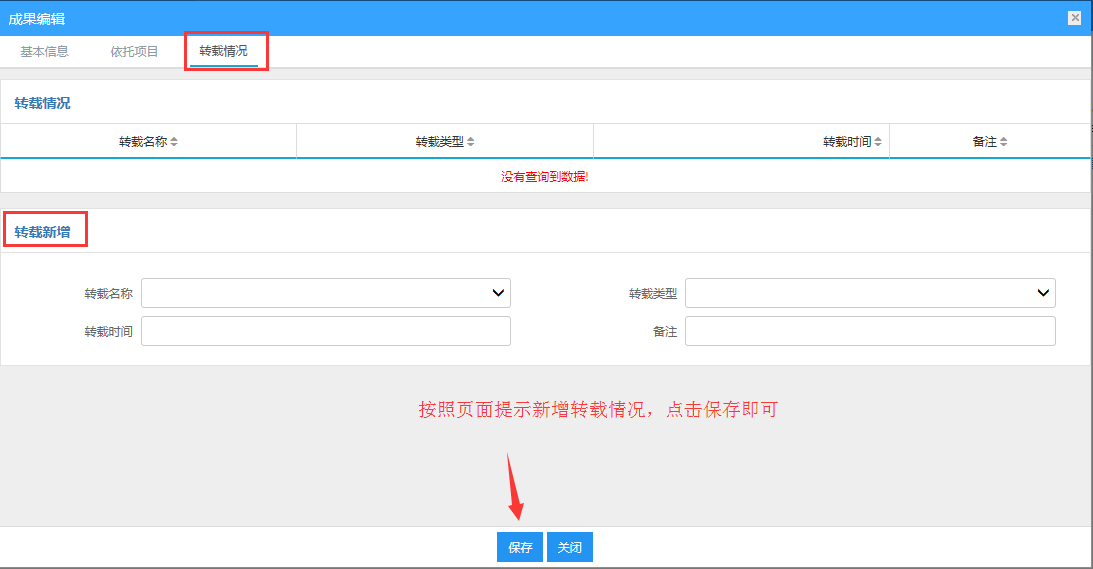 成果编辑
基本信息 依托项目 转载情况
转载情况
转载名称 转载类型 转载时间 备注
没有查询到数据!
转载新增
转载名称 转载类型
转载时间 备注
按照页面提示新增转载情况，点击保存即可
保存 关闭